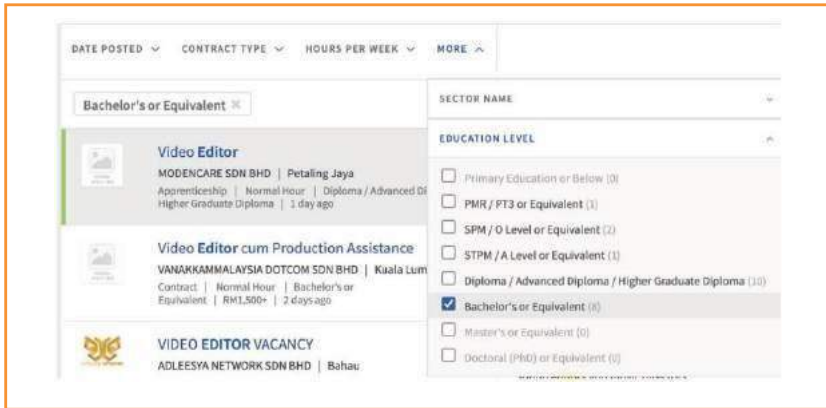 DATE POSTED CONTRACT TYPE HOURS PER WEEK MORE
Bachelor's or Equivalent ×
Video Editor
MODENCARE SDN BHD | Petaling Jaya
Apprenticeship | Normal Hour | Diploma / Advanced Di
Higher Graduate Diploma | 1 day ago
Video Editor cum Production Assistance
VANAKKAMMALAYSIA DOTCOM SDN BHD | Kuala Lum
Contract | Normal Hour | Bachelor's or
Equivalent | RM1,500+ | 2 days ago
VIDEO EDITOR VACANCY
ADLEESYA NETWORK SDN BHD | Bahau
SECTOR NAME
EDUCATION LEVEL
Primary Education or Below (0)
PMR / PT3 or Equivalent (1)
SPM / O Level or Equivalent (2)
STPM / A Level or Equivalent (1)
Diploma / Advanced Diploma / Higher Graduate Diploma (10)
Bachelor's or Equivalent (8)
Master's or Equivalent (0)
Doctoral (PhD) or Equivalent (0)